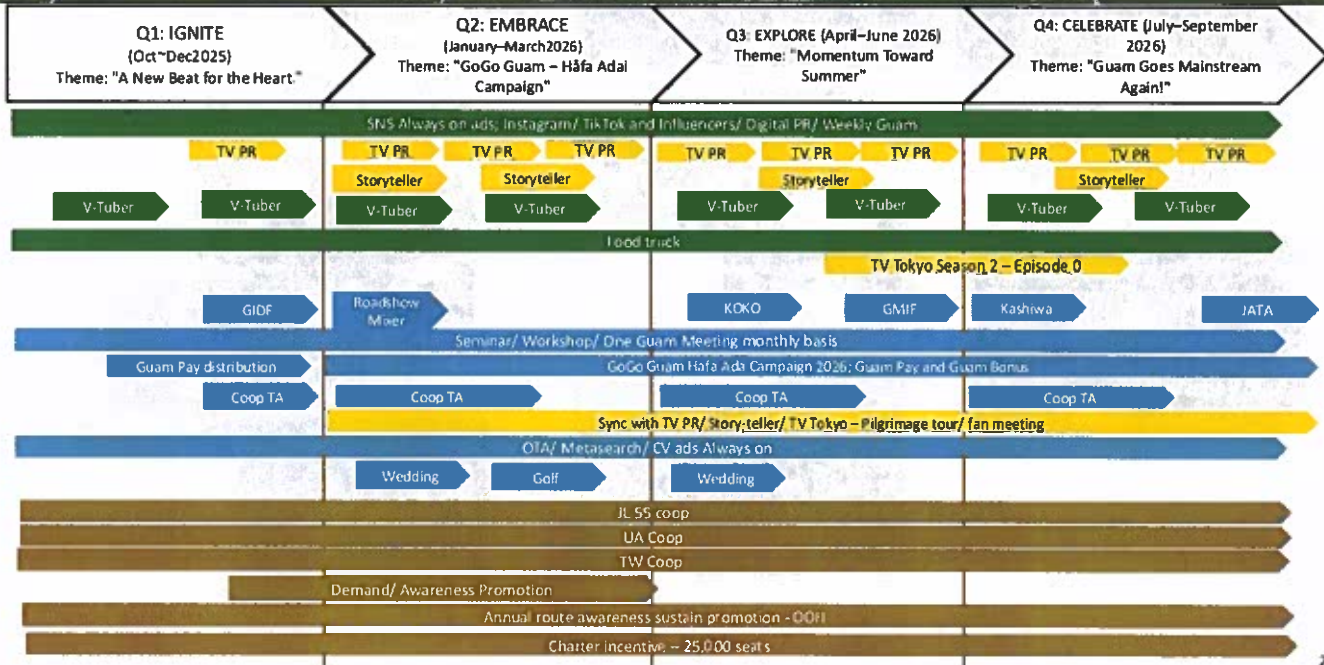 Q1: IGNITE
(Oct~Dec2025)
Theme: "A New Beat for the Heart."
Q2: EMBRACE
(January–March2026)
Theme: "GoGo Guam – Håfa Adai
Campaign"
Q3: EXPLORE (April–June 2026)
Theme: "Momentum Toward
Summer"
Q4: CELEBRATE (July–September
2026)
Theme: "Guam Goes Mainstream
Again!"
SNS Always on ads; Instagram/ TikTok and Influencers/ Digital PR/ Weekly Guam
TV PR
TV PR
TV PR
TV PR
TV PR
TV PR
TV PR
TV PR
TV PR
TV PR
Storyteller
Storyteller
Storyteller
Storyteller
V-Tuber
V-Tuber
V-Tuber
V-Tuber
V-Tuber
V-Tuber
V-Tuber
V-Tuber
Food truck
TV Tokyo Season 2 – Episode 0
GIDF
Roadshow
Mixer
KOKO
GMIF
Kashiwa
JATA
Seminar/ Workshop/ One Guam Meeting monthly basis
Guam Pay distribution
GoGo Guam Hafa Ada Campaign 2026; Guam Pay and Guam Bonus
Coop TA
Coop TA
Coop TA
Coop TA
Sync with TV PR/ Story-teller/ TV Tokyo – Pilgrimage tour/ fan meeting
OTA/ Metasearch/ CV ads Always on
Wedding
Golf
Wedding
JL 55 coop
UA Coop
TW Coop
Demand/ Awareness Promotion
Annual route awareness sustain promotion - OOH
Charter incentive – 25,000 seats